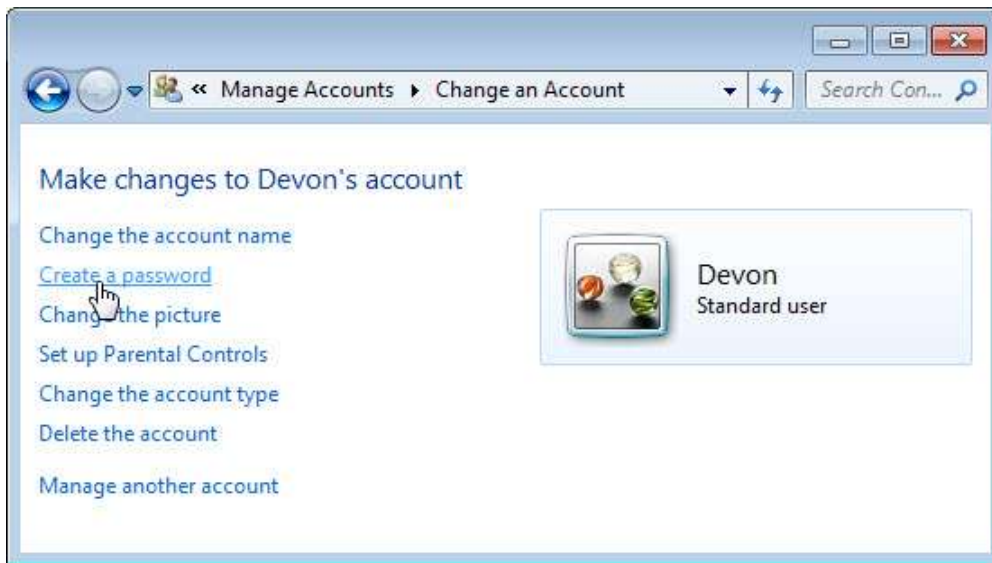 « Manage Accounts ▸ Change an Account
Search Con...
Make changes to Devon's account
Change the account name
Create a password
Change the picture
Set up Parental Controls
Change the account type
Delete the account
Manage another account
Devon
Standard user